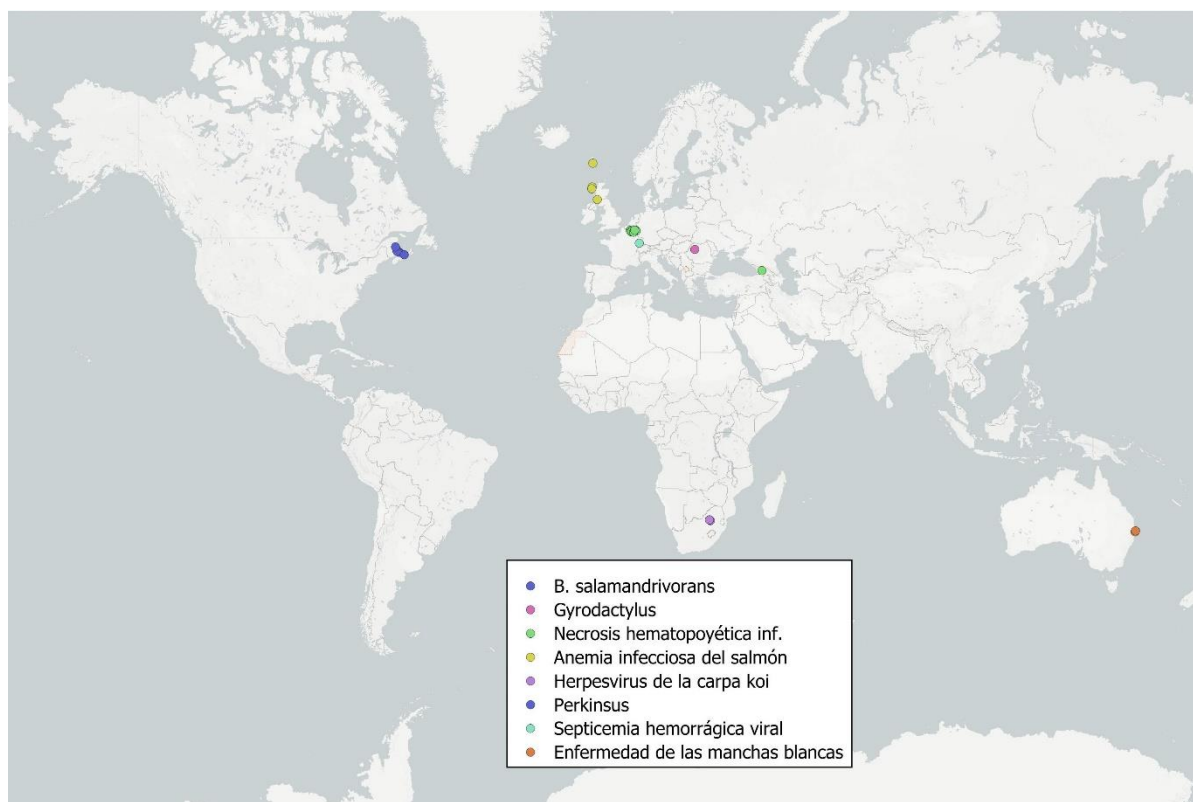 B. salamandrivorans
Gyrodactylus
Necrosis hematopoyética inf.
Anemia infecciosa del salmón
Herpesvirus de la carpa koi
Perkinsus
Septicemia hemorrágica viral
Enfermedad de las manchas blancas